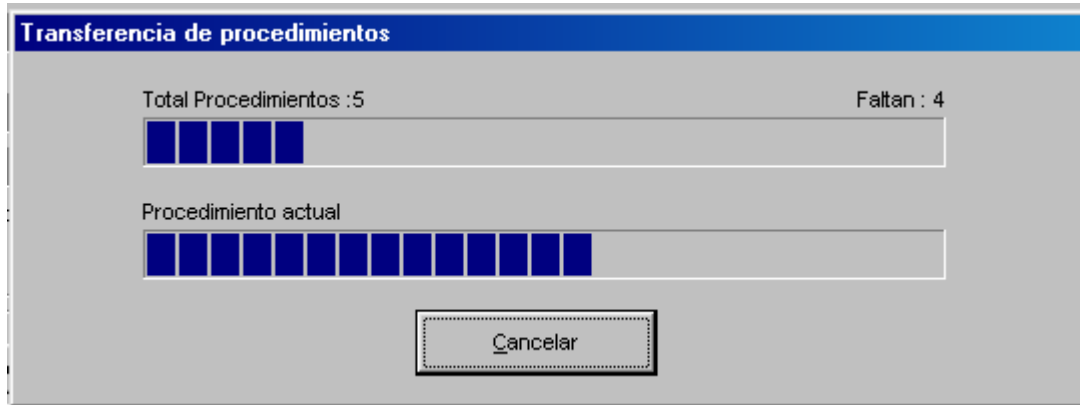 Transferencia de procedimientos
Total Procedimientos :5 Faltan : 4
Procedimiento actual
Cancelar